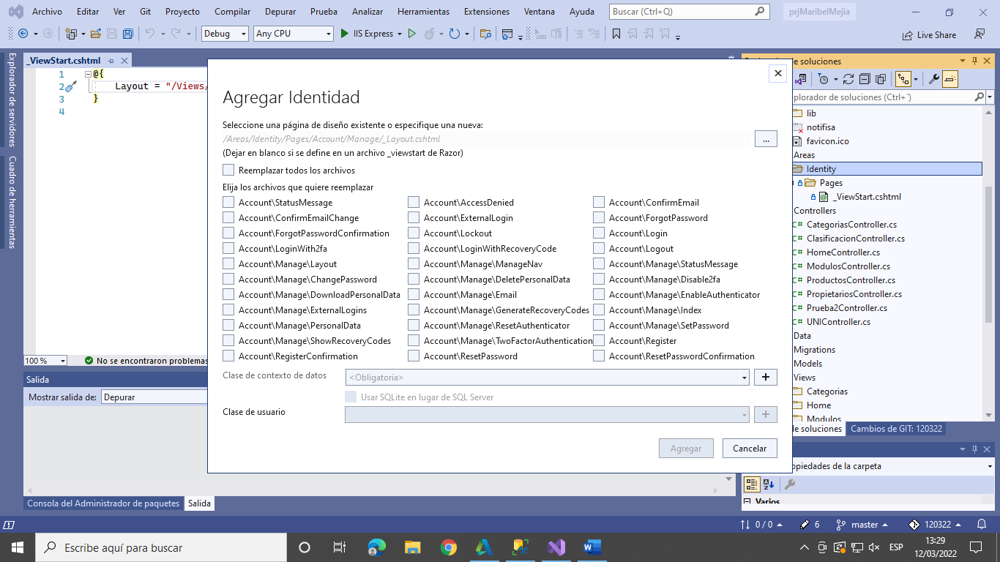 Archivo Editar Ver Git Proyecto Compilar Depurar Prueba Analizar Herramientas Extensiones Ventana Ayuda Buscar (Ctrl+Q) prjMaribelMejia
Debug Any CPU IIS Express Live Share
Explorador de servidores
Cuadro de herramientas
_ViewStart.cshtml
1 @{
2 Layout = "/Views/
3 }
4
100 % No se encontraron problemas
Salida
Mostrar salida de: Depurar
Consola del Administrador de paquetes Salida
Agregar Identidad
Seleccione una página de diseño existente o especifique una nueva:
/Areas/Identity/Pages/Account/Manage/_Layout.cshtml ...
(Dejar en blanco si se define en un archivo _viewstart de Razor)
Reemplazar todos los archivos
Elija los archivos que quiere reemplazar
Account\StatusMessage Account\AccessDenied Account\ConfirmEmail
Account\ConfirmEmailChange Account\ExternalLogin Account\ForgotPassword
Account\ForgotPasswordConfirmation Account\Lockout Account\Login
Account\LoginWith2fa Account\LoginWithRecoveryCode Account\Logout
Account\Manage\Layout Account\Manage\ManageNav Account\Manage\StatusMessage
Account\Manage\ChangePassword Account\Manage\DeletePersonalData Account\Manage\Disable2fa
Account\Manage\DownloadPersonalData Account\Manage\Email Account\Manage\EnableAuthenticator
Account\Manage\ExternalLogins Account\Manage\GenerateRecoveryCodes Account\Manage\Index
Account\Manage\PersonalData Account\Manage\ResetAuthenticator Account\Manage\SetPassword
Account\Manage\ShowRecoveryCodes Account\Manage\TwoFactorAuthentication Account\Register
Account\RegisterConfirmation Account\ResetPassword Account\ResetPasswordConfirmation
Clase de contexto de datos <Obligatoria>
Usar SQLite en lugar de SQL Server
Clase de usuario
Agregar Cancelar
de soluciones
plorador de soluciones (Ctrl+`)
lib
notifisa
favicon.ico
Areas
Identity
Pages
_ViewStart.cshtml
Controllers
C# CategoriasController.cs
C# ClasificacionController.cs
C# HomeController.cs
C# ModulosController.cs
C# ProductosController.cs
C# PropietariosController.cs
C# Prueba2Controller.cs
C# UNIController.cs
Data
Migrations
Models
Views
Categorias
Home
Modulos
de soluciones Cambios de GIT: 120322
opiedades de la carpeta
Varios
0 / 0 6 master 120322
Escribe aquí para buscar
ESP
13:29
12/03/2022